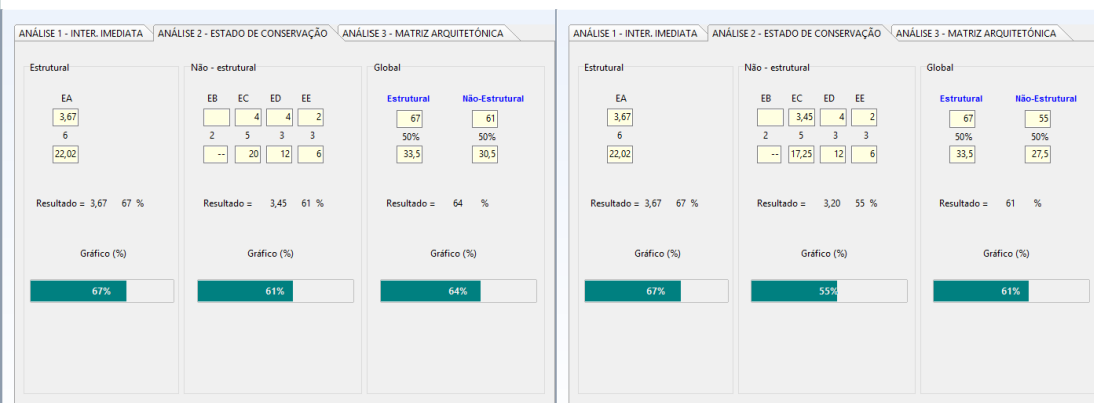 ANÁLISE 1 - INTER. IMEDIATA ANÁLISE 2 - ESTADO DE CONSERVAÇÃO ANÁLISE 3 - MATRIZ ARQUITETÓNICA
Estrutural Não - estrutural Global
EA EB EC ED EE Estrutural Não-Estrutural
3,67 4 4 2 67 61
6 2 5 3 3 50% 50%
22,02 -- 20 12 6 33,5 30,5
Resultado = 3,67 67 % Resultado = 3,45 61 % Resultado = 64 %
Gráfico (%) Gráfico (%) Gráfico (%)
67% 61% 64%
ANÁLISE 1 - INTER. IMEDIATA ANÁLISE 2 - ESTADO DE CONSERVAÇÃO ANÁLISE 3 - MATRIZ ARQUITETÓNICA
Estrutural Não - estrutural Global
EA EB EC ED EE Estrutural Não-Estrutural
3,67 3,45 4 2 67 55
6 2 5 3 3 50% 50%
22,02 -- 17,25 12 6 33,5 27,5
Resultado = 3,67 67 % Resultado = 3,20 55 % Resultado = 61 %
Gráfico (%) Gráfico (%) Gráfico (%)
67% 55% 61%